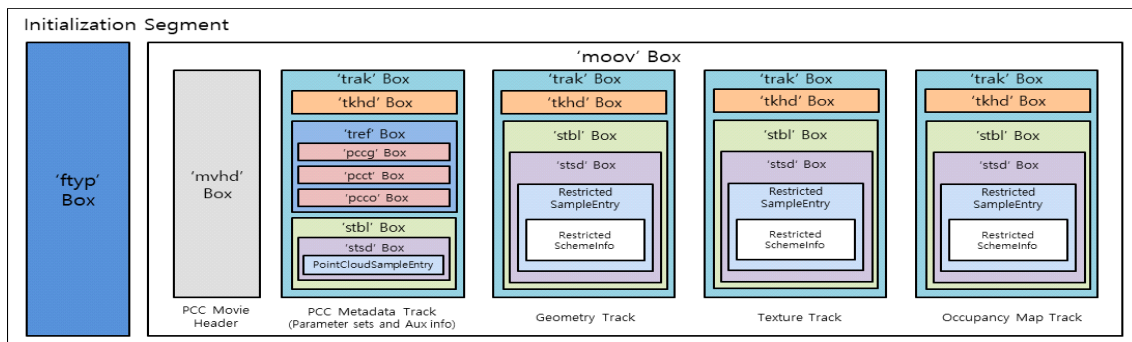 Initialization Segment
‘ftyp’
Box
‘moov’ Box
‘mvhd’
Box
PCC Movie
Header
‘trak’ Box
‘tkhd’ Box
‘tref’ Box
‘pccg’ Box
‘pcct’ Box
‘pcco’ Box
‘stbl’ Box
‘stsd’ Box
PointCloudSampleEntry
PCC Metadata Track
(Parameter sets and Aux info)
‘trak’ Box
‘tkhd’ Box
‘stbl’ Box
‘stsd’ Box
Restricted
SampleEntry
Restricted
SchemeInfo
Geometry Track
‘trak’ Box
‘tkhd’ Box
‘stbl’ Box
‘stsd’ Box
Restricted
SampleEntry
Restricted
SchemeInfo
Texture Track
‘trak’ Box
‘tkhd’ Box
‘stbl’ Box
‘stsd’ Box
Restricted
SampleEntry
Restricted
SchemeInfo
Occupancy Map Track